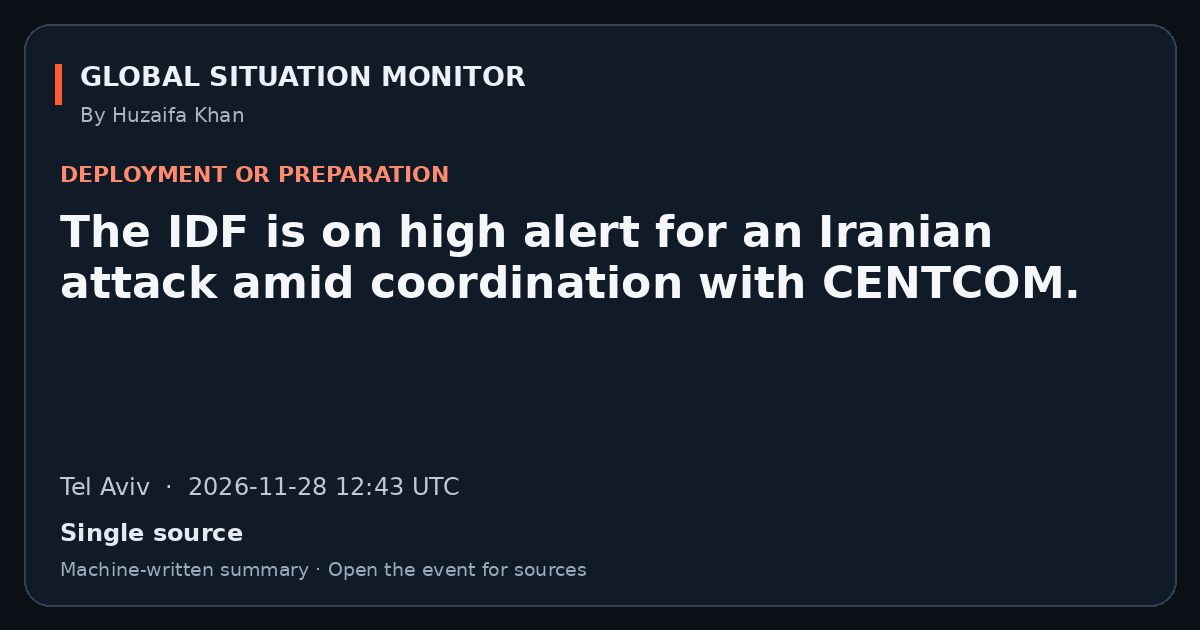 GLOBAL SITUATION MONITOR
By Huzaifa Khan
DEPLOYMENT OR PREPARATION
The IDF is on high alert for an Iranian
attack amid coordination with CENTCOM.
Tel Aviv · 2026-11-28 12:43 UTC
Single source
Machine-written summary · Open the event for sources